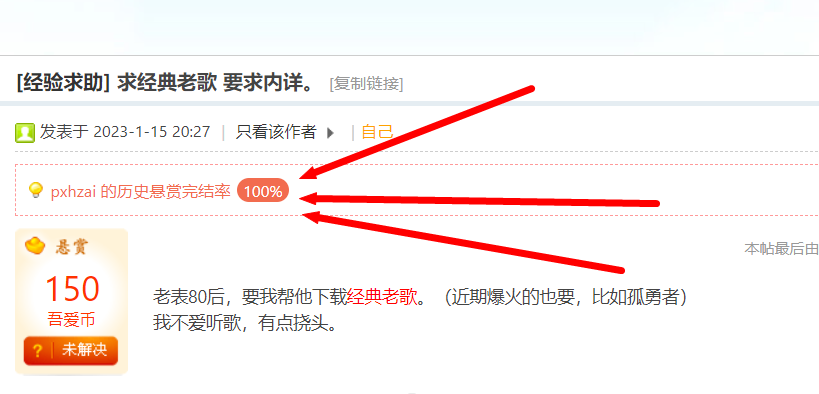 [经验求助] 求经典老歌 要求内详。 [复制链接]
发表于 2023-1-15 20:27 | 只看该作者 | 自己
pxhzai 的历史悬赏完结率 100%
悬赏
本帖最后由
150
吾爱币
? 未解决
老表80后，要我帮他下载经典老歌。（近期爆火的也要，比如孤勇者）
我不爱听歌，有点挠头。